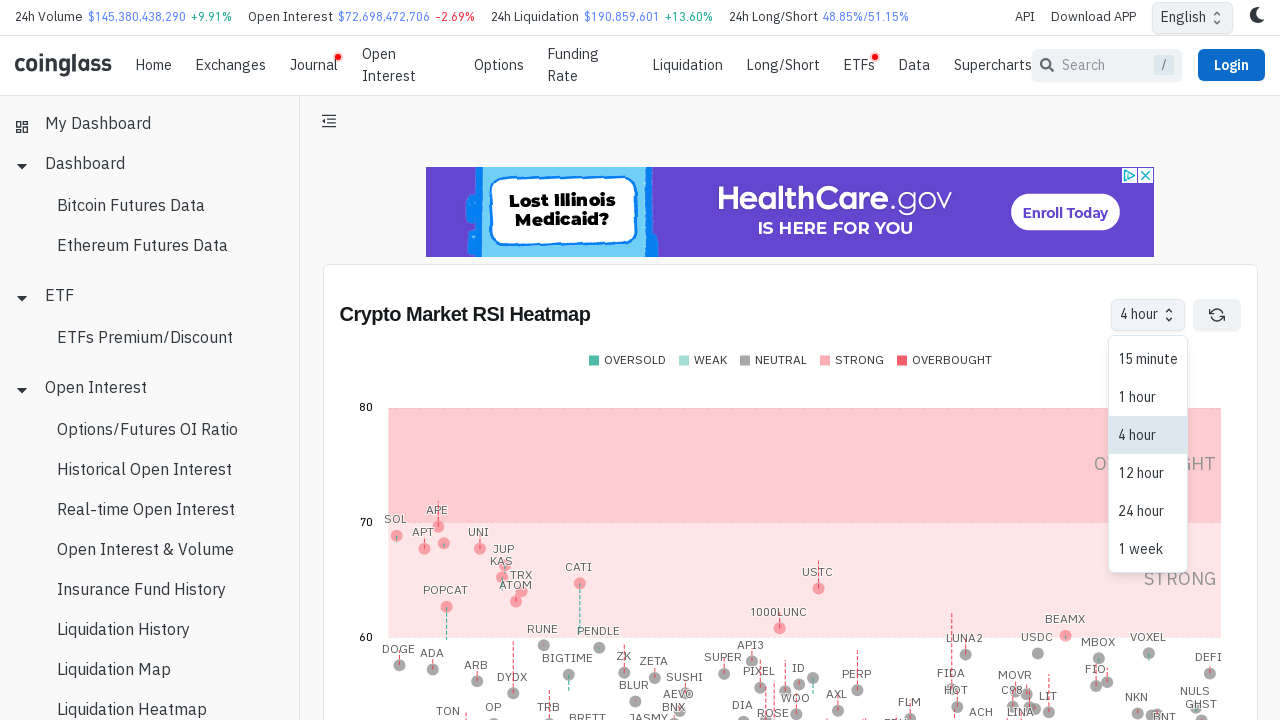 24h Volume $145,380,438,290 +9.91% Open Interest $72,698,472,706 -2.69% 24h Liquidation $190,859,601 +13.60% 24h Long/Short 48.85%/51.15% API Download APP English
coinglass Home Exchanges Journal Open Interest Options Funding Rate Liquidation Long/Short ETFs Data Supercharts Search / Login
My Dashboard
Dashboard
Bitcoin Futures Data
Ethereum Futures Data
ETF
ETFs Premium/Discount
Open Interest
Options/Futures OI Ratio
Historical Open Interest
Real-time Open Interest
Open Interest & Volume
Insurance Fund History
Liquidation History
Liquidation Map
Liquidation Heatmap
Lost Illinois
Medicaid?
HealthCare.gov
IS HERE FOR YOU
Enroll Today
Crypto Market RSI Heatmap
4 hour
15 minute
1 hour
4 hour
12 hour
24 hour
1 week
OVERSOLD WEAK NEUTRAL STRONG OVERBOUGHT
80
70
60
STRONG
SOL
APE
APT
UNI
JUP
KAS
TRX
ATOM
POPCAT
CATI
USTC
1000LUNC
BEAMX
RUNE
PENDLE
DOGE
ADA
ARB
DYDX
BIGTIME
ZK
ZETA
SUPER
API3
PIXEL
ID
PERP
LUNA2
USDC
MBOX
VOXEL
DEFI
FIDA
MOVR
FIO
SUSHI
BLUR
AEVO
WOO
AXL
HOT
C98
LIT
FLM
NKN
NULS
GHST
TON
OP
TRB
BRETT
JASMY
BNX
DIA
ROSE
ACH
LINA
BNT